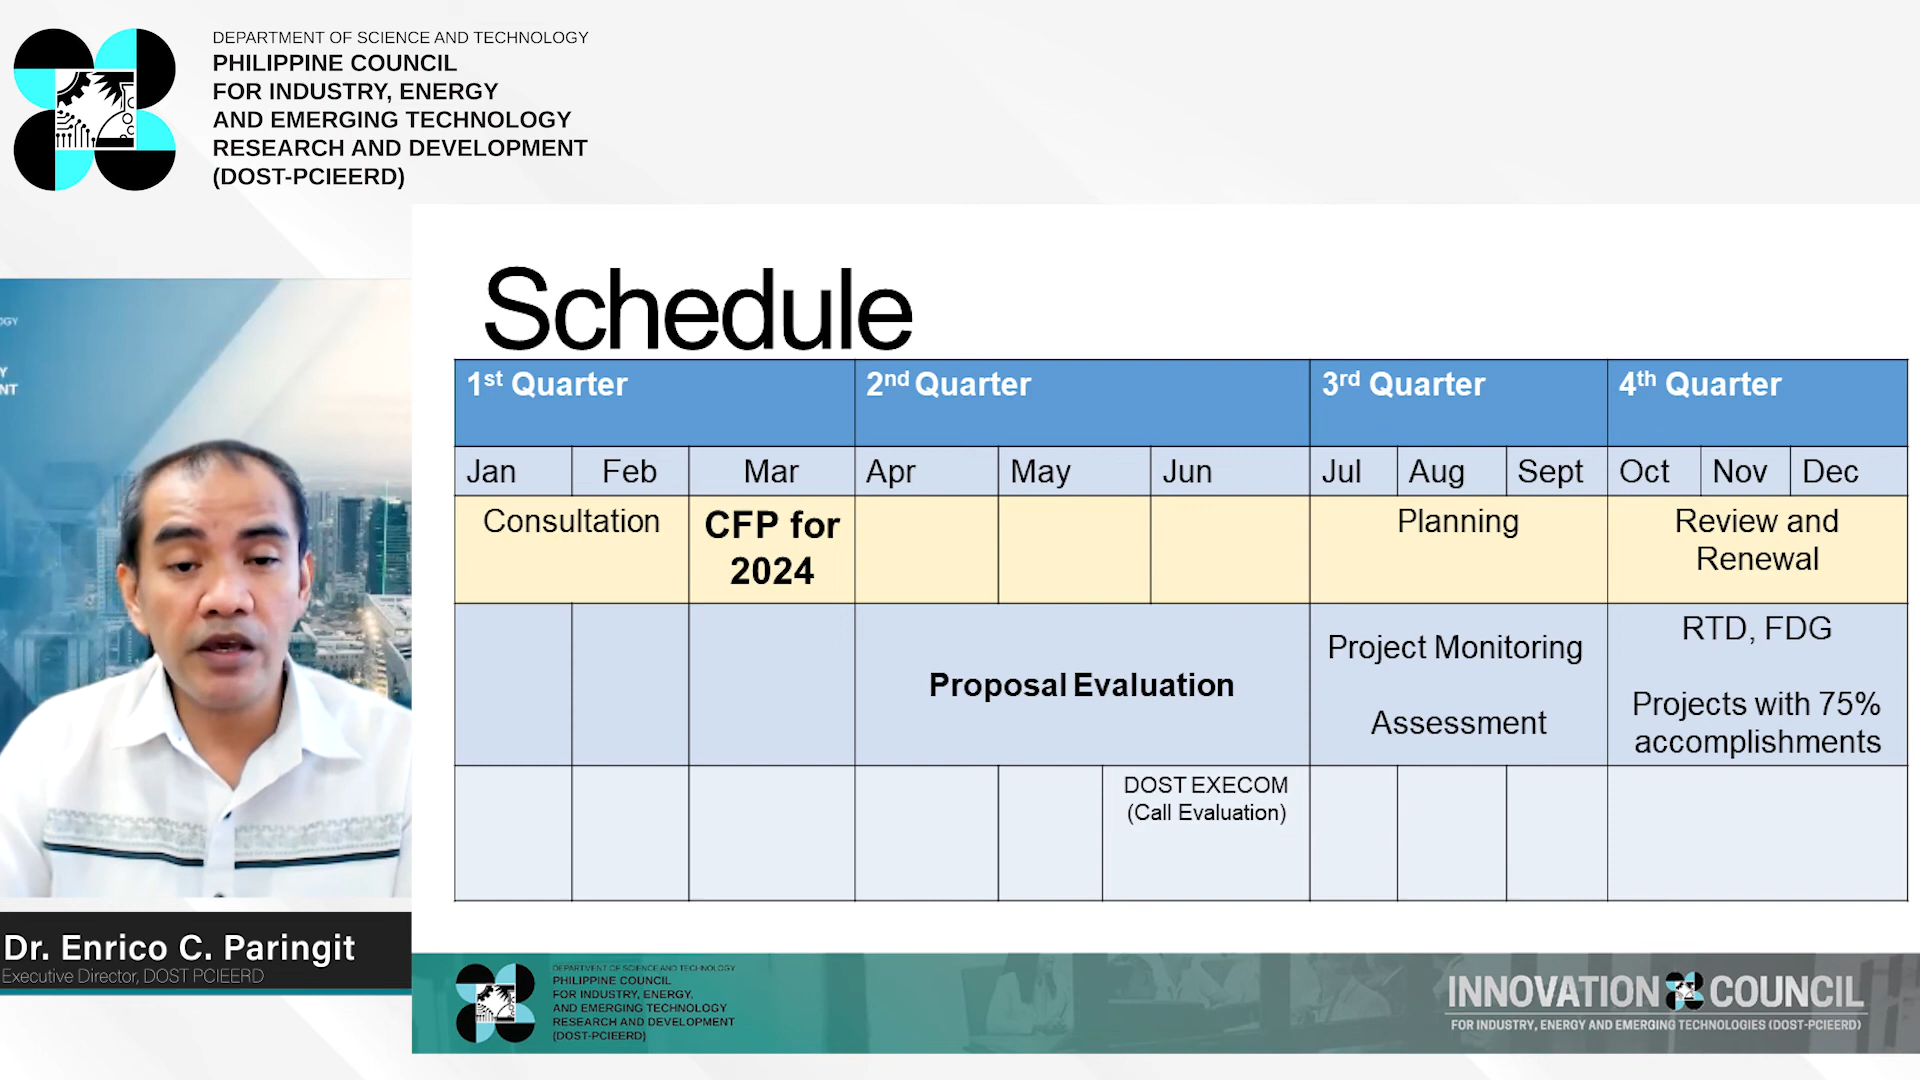 DEPARTMENT OF SCIENCE AND TECHNOLOGY
PHILIPPINE COUNCIL
FOR INDUSTRY, ENERGY
AND EMERGING TECHNOLOGY
RESEARCH AND DEVELOPMENT
(DOST-PCIEERD)
OGY
Y
NT
Schedule
1st Quarter
2nd Quarter
3rd Quarter
4th Quarter
Jan
Feb
Mar
Apr
May
Jun
Jul
Aug
Sept
Oct
Nov
Dec
Consultation
CFP for
2024
Planning
Review and
Renewal
Proposal Evaluation
Project Monitoring
Assessment
RTD, FDG
Projects with 75%
accomplishments
DOST EXECOM
(Call Evaluation)
Dr. Enrico C. Paringit
Executive Director, DOST PCIEERD
DEPARTMENT OF SCIENCE AND TECHNOLOGY
PHILIPPINE COUNCIL
FOR INDUSTRY, ENERGY,
AND EMERGING TECHNOLOGY
RESEARCH AND DEVELOPMENT
(DOST-PCIEERD)
INNOVATION COUNCIL
FOR INDUSTRY, ENERGY AND EMERGING TECHNOLOGIES (DOST-PCIEERD)